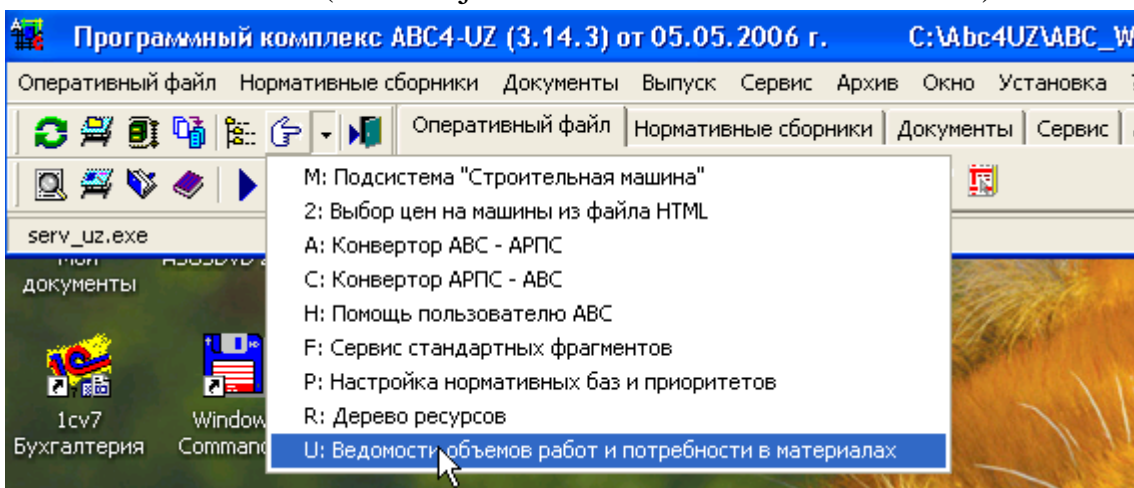 Программный комплекс ABC4-UZ (3.14.3) от 05.05.2006 г. C:\Abc4UZ\ABC_W
Оперативный файл Нормативные сборники Документы Выпуск Сервис Архив Окно Установка
Оперативный файл Нормативные сборники Документы Сервис
M: Подсистема "Строительная машина"
2: Выбор цен на машины из файла HTML
serv_uz.exe
A: Конвертор АВС - АРПС
документы
C: Конвертор АРПС - АВС
H: Помощь пользователю АВС
F: Сервис стандартных фрагментов
P: Настройка нормативных баз и приоритетов
1cv7
Бухгалтерия
Window
Command
R: Дерево ресурсов
U: Ведомости объемов работ и потребности в материалах